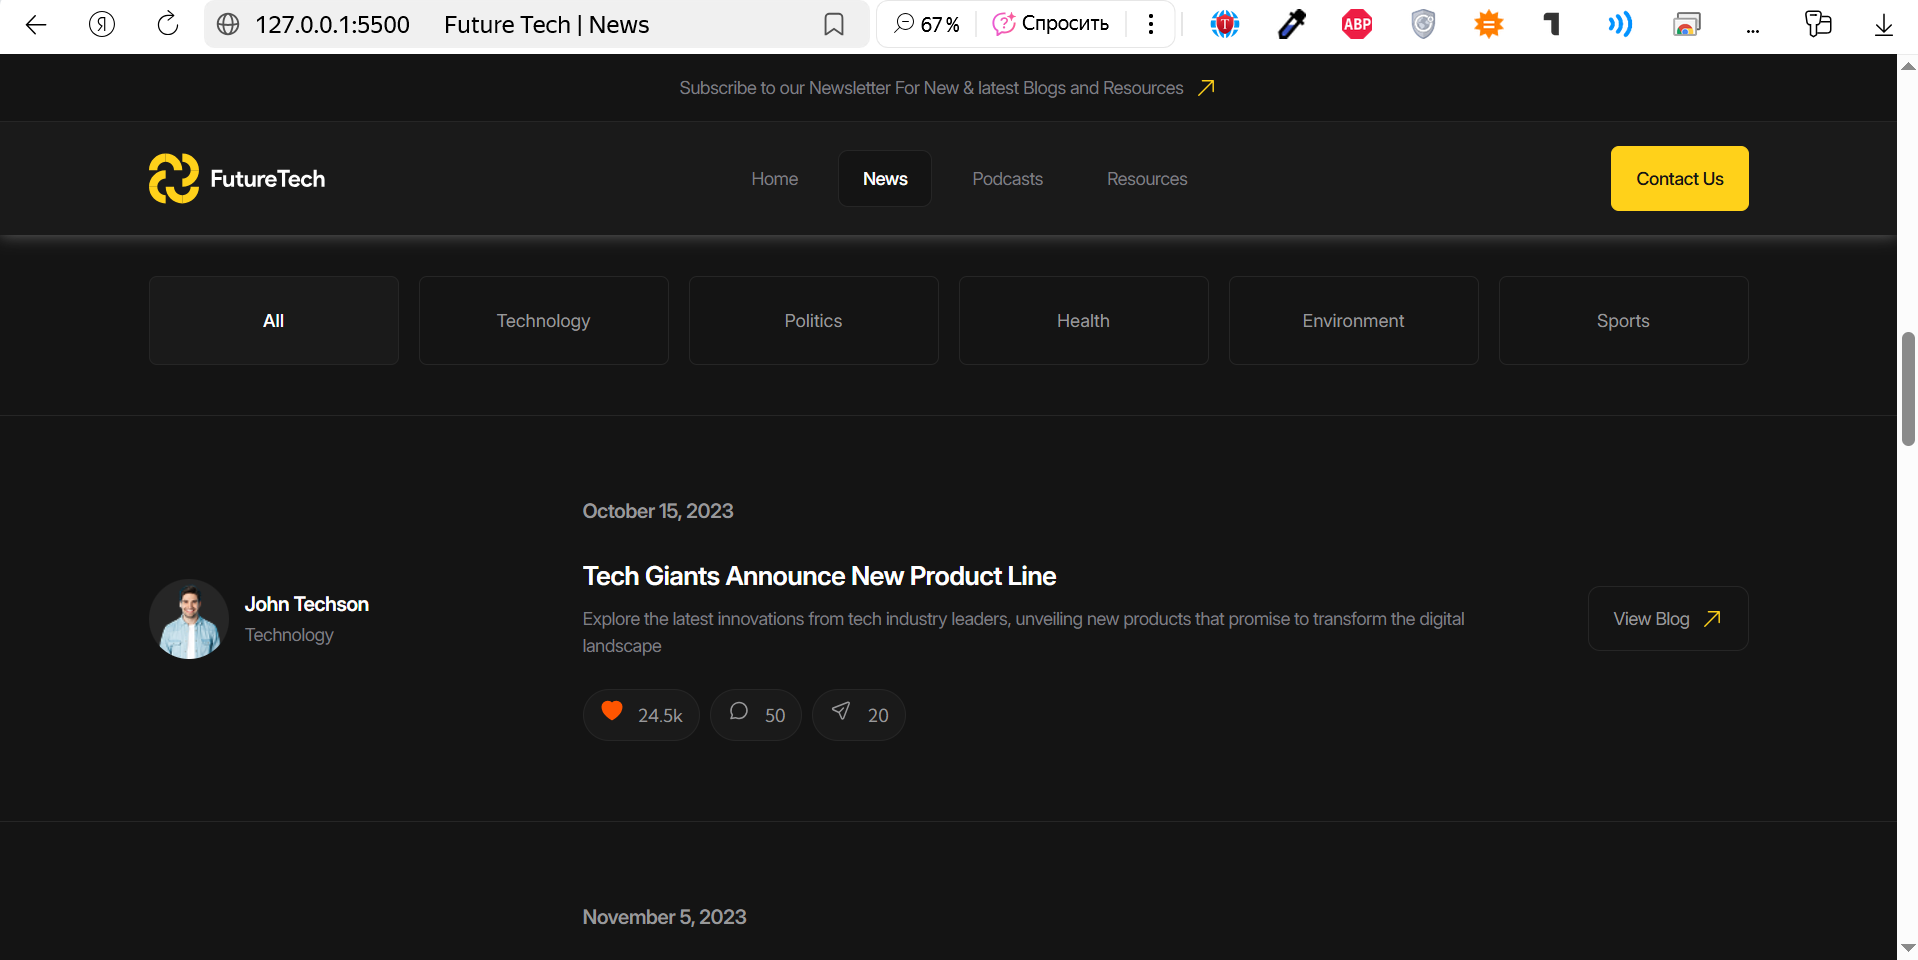 127.0.0.1:5500 Future Tech | News 67 % Спросить
T ABP
Subscribe to our Newsletter For New & latest Blogs and Resources
FutureTech Home News Podcasts Resources Contact Us
All Technology Politics Health Environment Sports
October 15, 2023
Tech Giants Announce New Product Line
John Techson
Technology
Explore the latest innovations from tech industry leaders, unveiling new products that promise to transform the digital
landscape
View Blog
24.5k 50 20
November 5, 2023